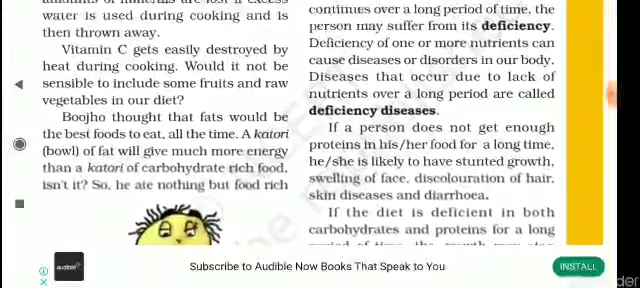 water is used during cooking and is
then thrown away.
Vitamin C gets easily destroyed by
heat during cooking. Would it not be
sensible to include some fruits and raw
vegetables in our diet?
Boojho thought that fats would be
the best foods to eat, all the time. A katori
(bowl) of fat will give much more energy
than a katori of carbohydrate rich food,
isn't it? So, he ate nothing but food rich
continues over a long period of time, the
person may suffer from its deficiency.
Deficiency of one or more nutrients can
cause diseases or disorders in our body.
Diseases that occur due to lack of
nutrients over a long period are called
deficiency diseases.
If a person does not get enough
proteins in his/her food for a long time,
he/she is likely to have stunted growth,
swelling of face, discolouration of hair,
skin diseases and diarrhoea.
If the diet is deficient in both
carbohydrates and proteins for a long
audible
Subscribe to Audible Now Books That Speak to You
INSTALL
der